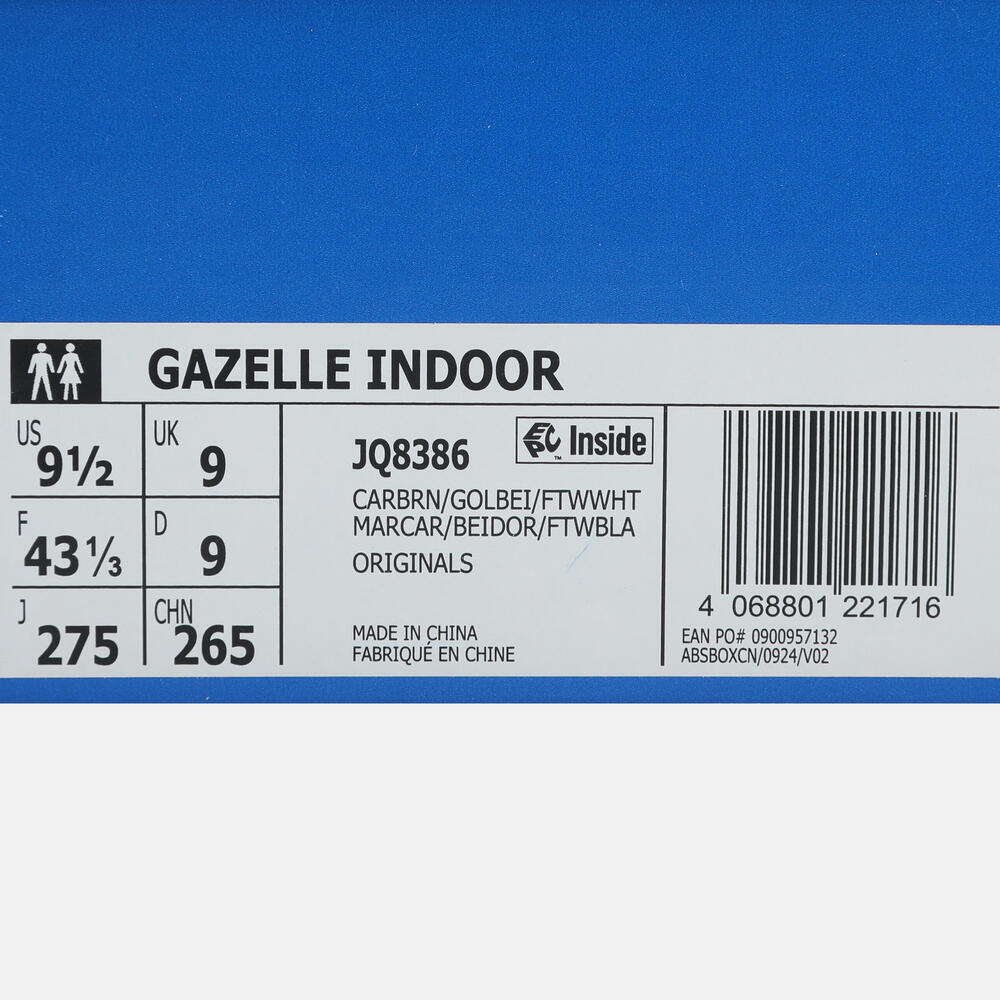 GAZELLE INDOOR
US 9½ UK 9
F 43⅓ D 9
J 275 CHN 265
JQ8386 EPC™ Inside
CARBRN/GOLBEI/FTWWHT
MARCAR/BEIDOR/FTWBLA
ORIGINALS
MADE IN CHINA
FABRIQUÉ EN CHINE
4 068801 221716
EAN PO# 0900957132
ABSBOXCN/0924/V02